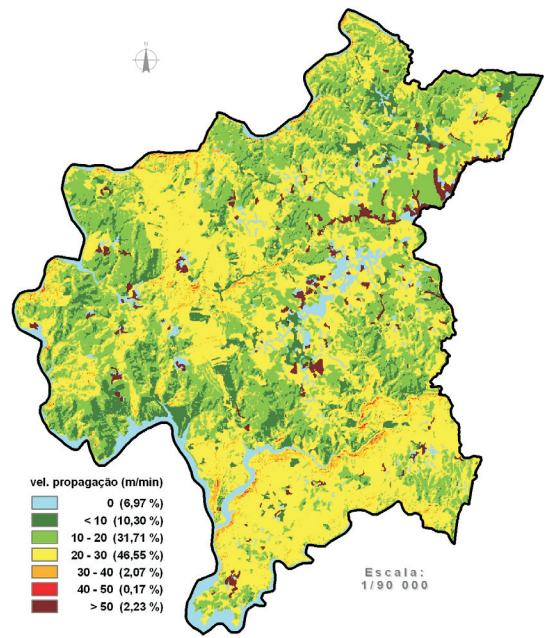 N
vel. propagação (m/min)
0 (6,97 %)
< 10 (10,30 %)
10 - 20 (31,71 %)
20 - 30 (46,55 %)
30 - 40 (2,07 %)
40 - 50 (0,17 %)
> 50 (2,23 %)
Escala:
1/90 000